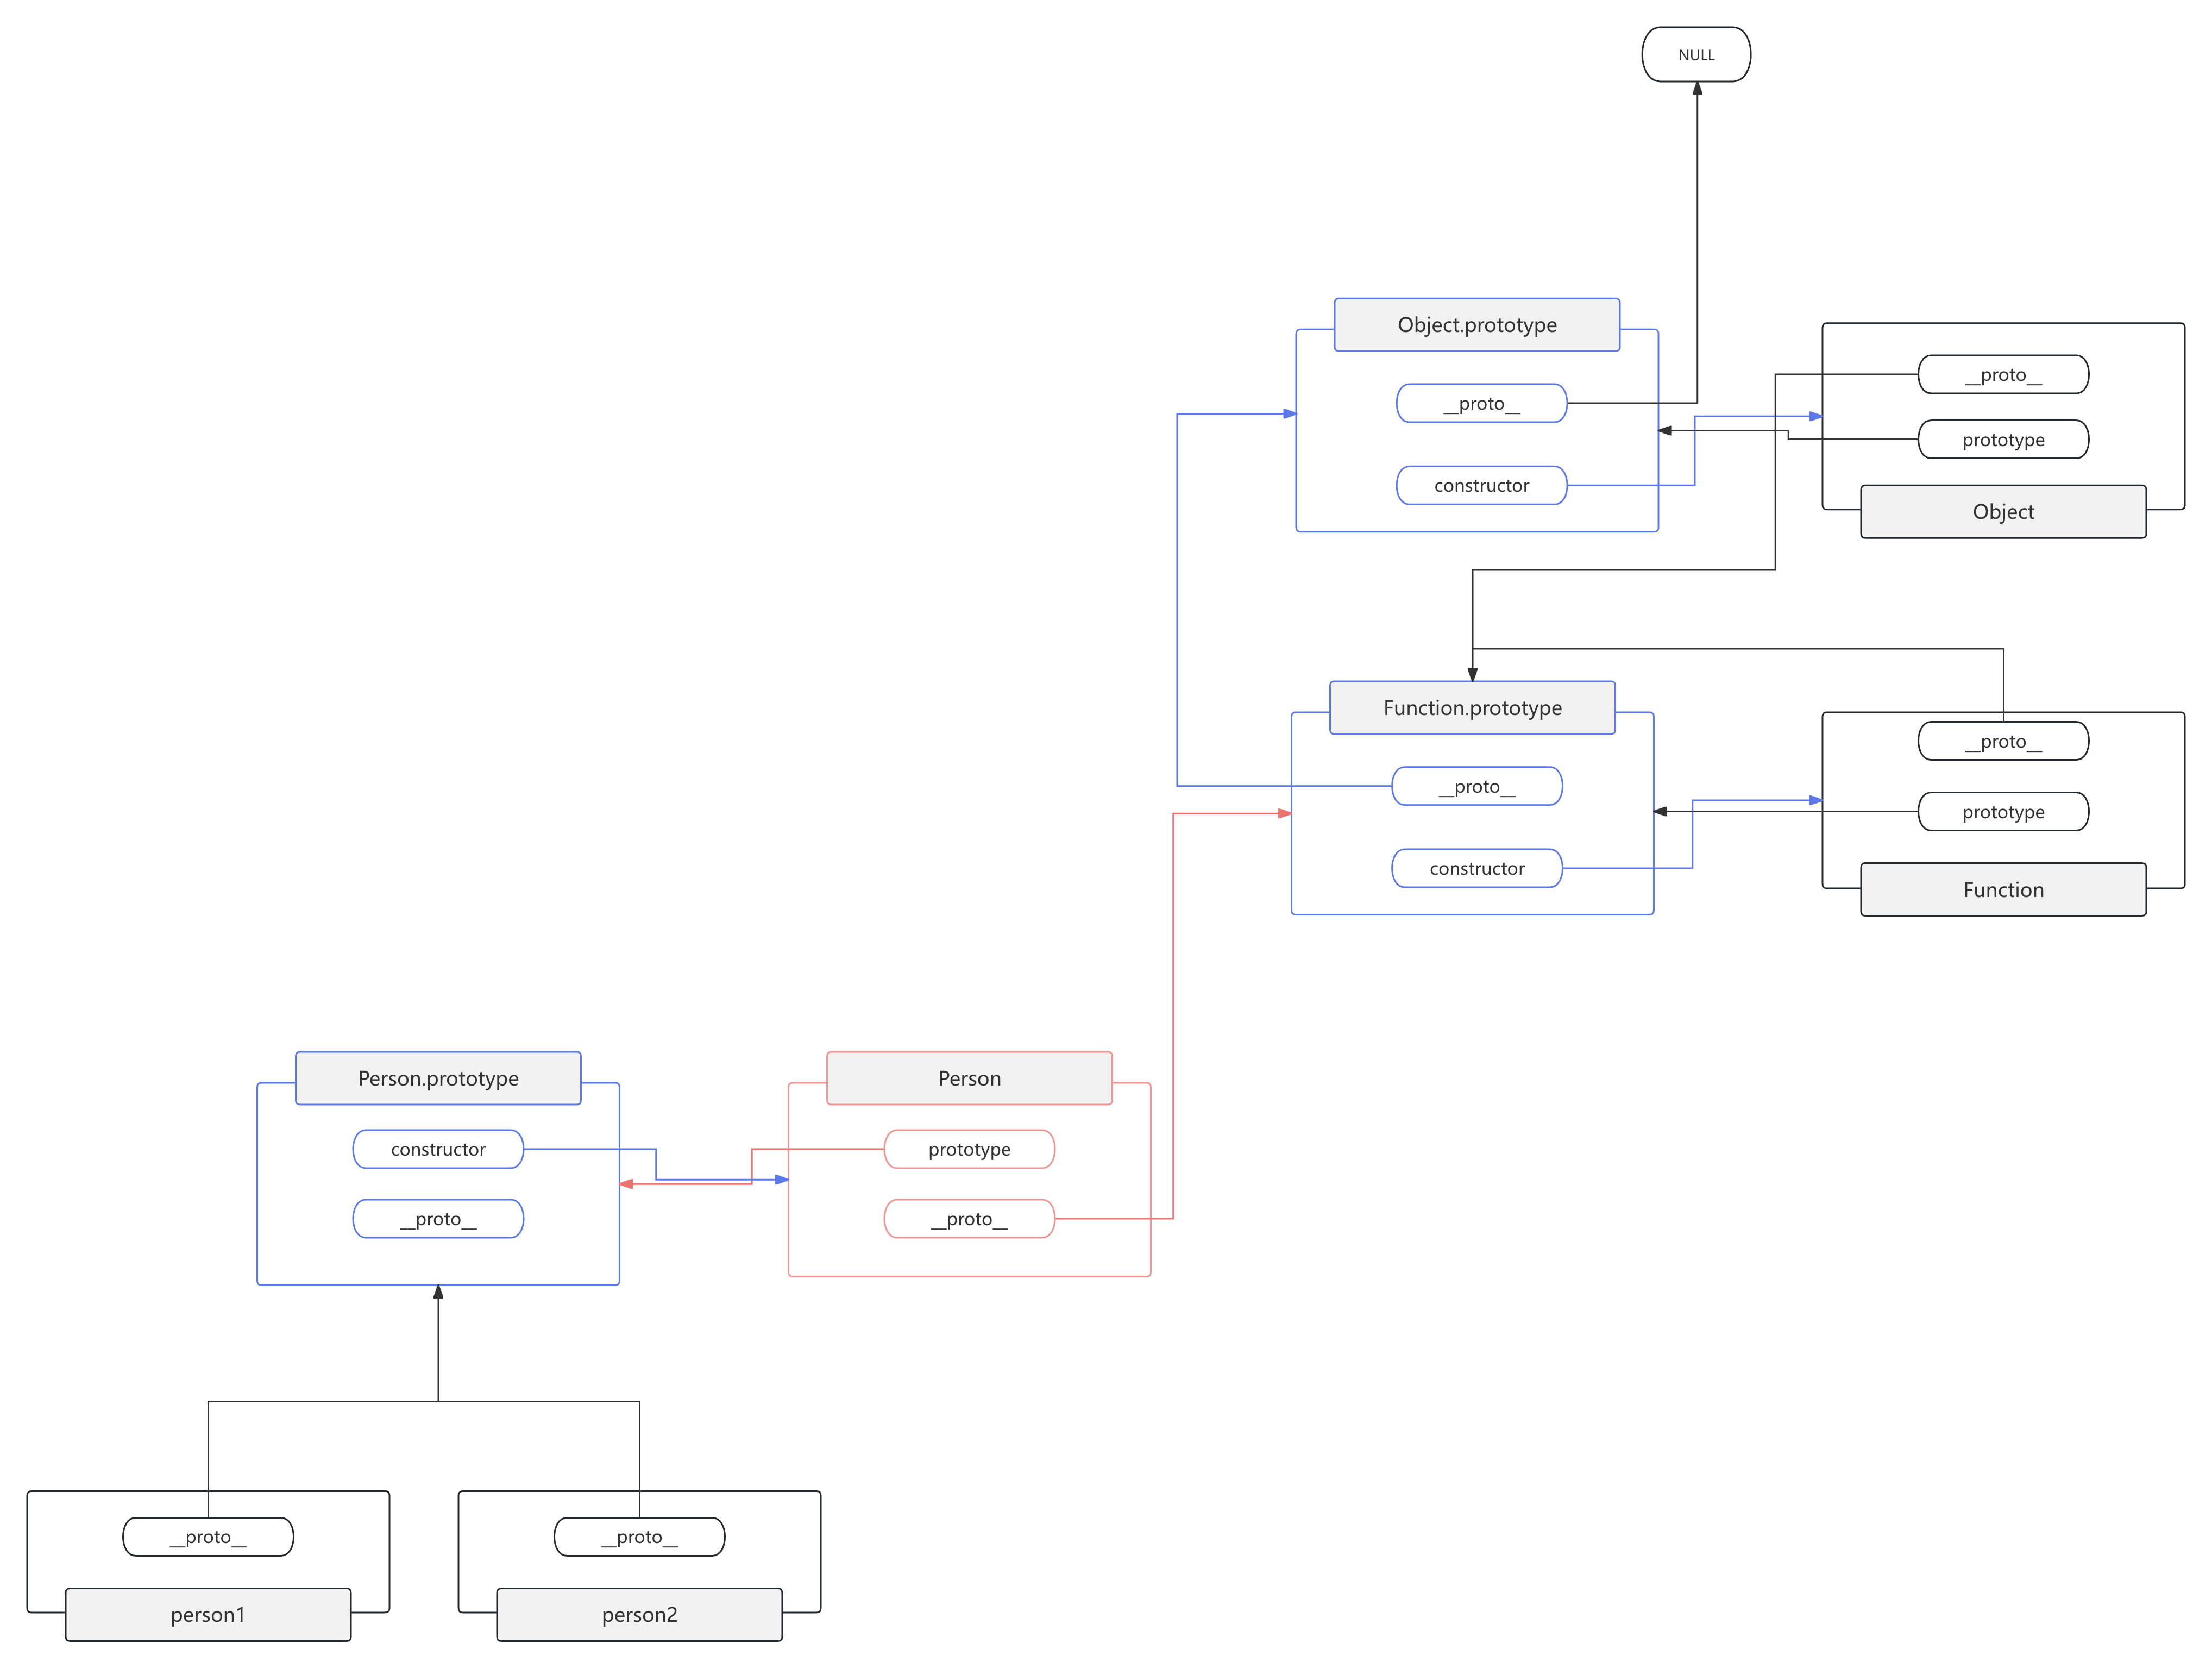 NULL
Object.prototype
__proto__
constructor
__proto__
prototype
Object
Function.prototype
__proto__
constructor
__proto__
prototype
Function
Person.prototype
constructor
__proto__
Person
prototype
__proto__
__proto__
person1
__proto__
person2